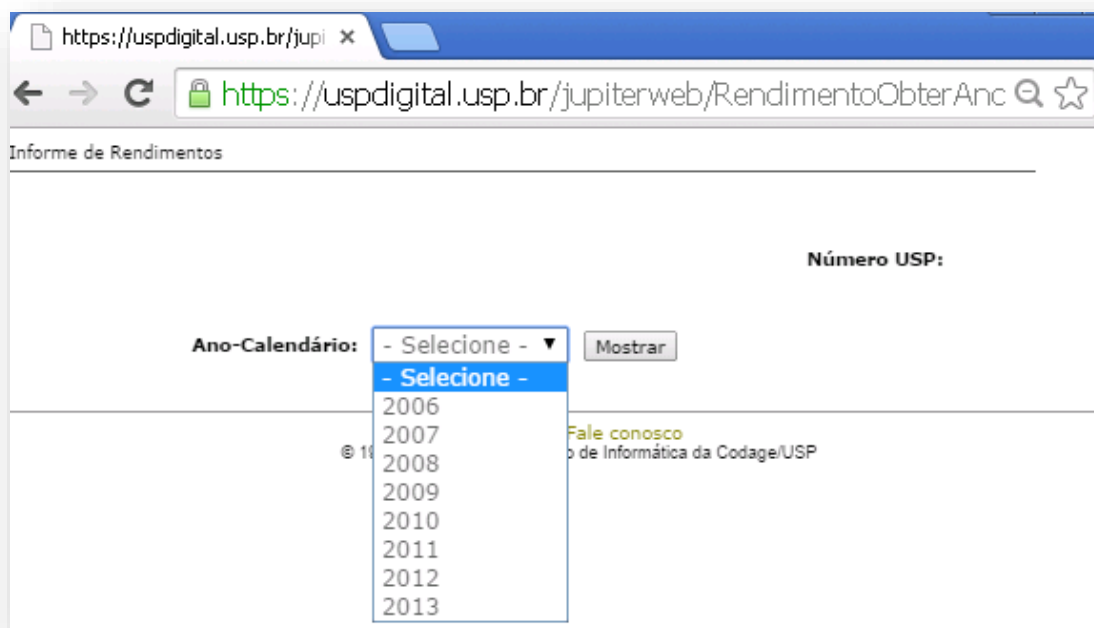 https://uspdigital.usp.br/jupi
https://uspdigital.usp.br/jupiterweb/RendimentoObterAnc
Informe de Rendimentos
Número USP:
Ano-Calendário: - Selecione - Mostrar
- Selecione -
2006
2007
2008
2009
2010
2011
2012
2013
Fale conosco
© de Informática da Codage/USP